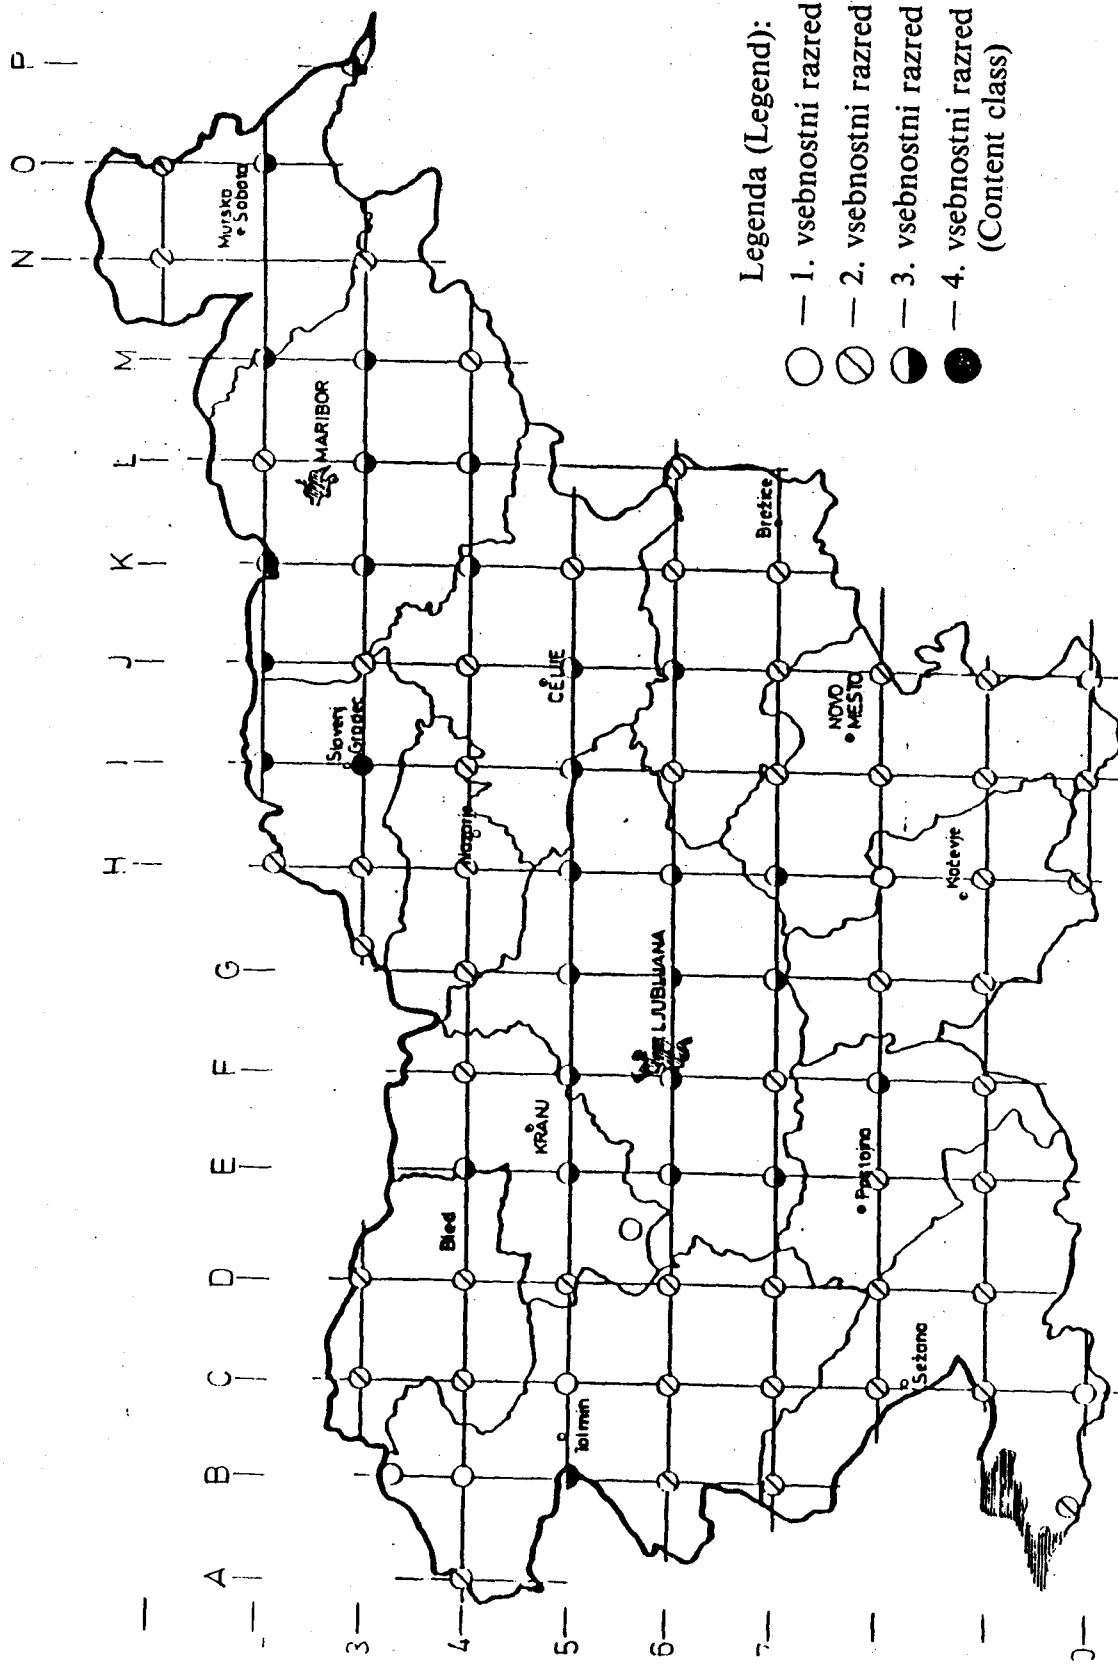 A B C D E F G H I J K L M N O P
3
4
5
6
7
Murska
Sobota
MARIBOR
Slovenj
Gradec
CELJE
Nazarje
Brežice
NOVO
MESTO
Kočevje
LJUBLJANA
KRANJ
Bled
Postojna
Tolmin
Sežana
Legenda (Legend):
— 1. vsebnostni razred
— 2. vsebnostni razred
— 3. vsebnostni razred
— 4. vsebnostni razred
(Content class)